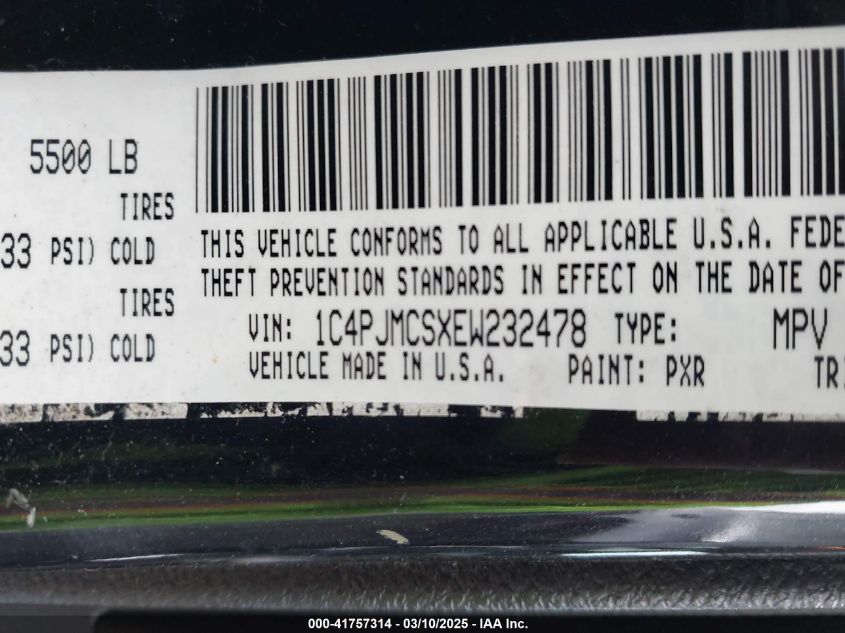 5500 LB
TIRES
33 PSI) COLD
TIRES
33 PSI) COLD
THIS VEHICLE CONFORMS TO ALL APPLICABLE U.S.A. FEDE
THEFT PREVENTION STANDARDS IN EFFECT ON THE DATE OF
VIN: 1C4PJMCSXEW232478 TYPE: MPV
VEHICLE MADE IN U.S.A. PAINT: PXR TRI
000-41757314 - 03/10/2025 - IAA Inc.